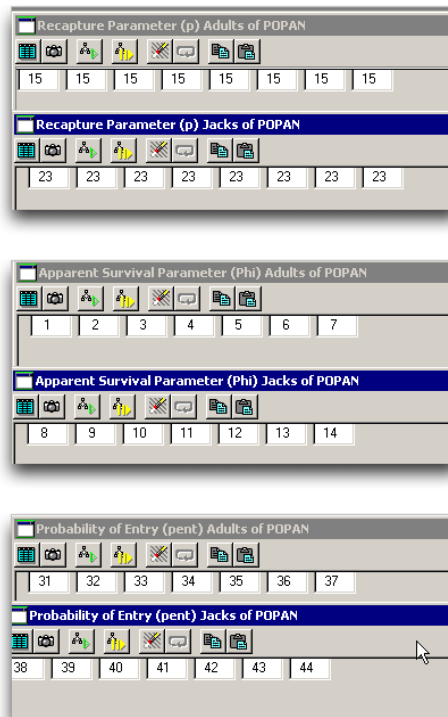 Recapture Parameter (p) Adults of POPAN
15 15 15 15 15 15 15 15
Recapture Parameter (p) Jacks of POPAN
23 23 23 23 23 23 23 23
Apparent Survival Parameter (Phi) Adults of POPAN
1 2 3 4 5 6 7
Apparent Survival Parameter (Phi) Jacks of POPAN
8 9 10 11 12 13 14
Probability of Entry (pent) Adults of POPAN
31 32 33 34 35 36 37
Probability of Entry (pent) Jacks of POPAN
38 39 40 41 42 43 44